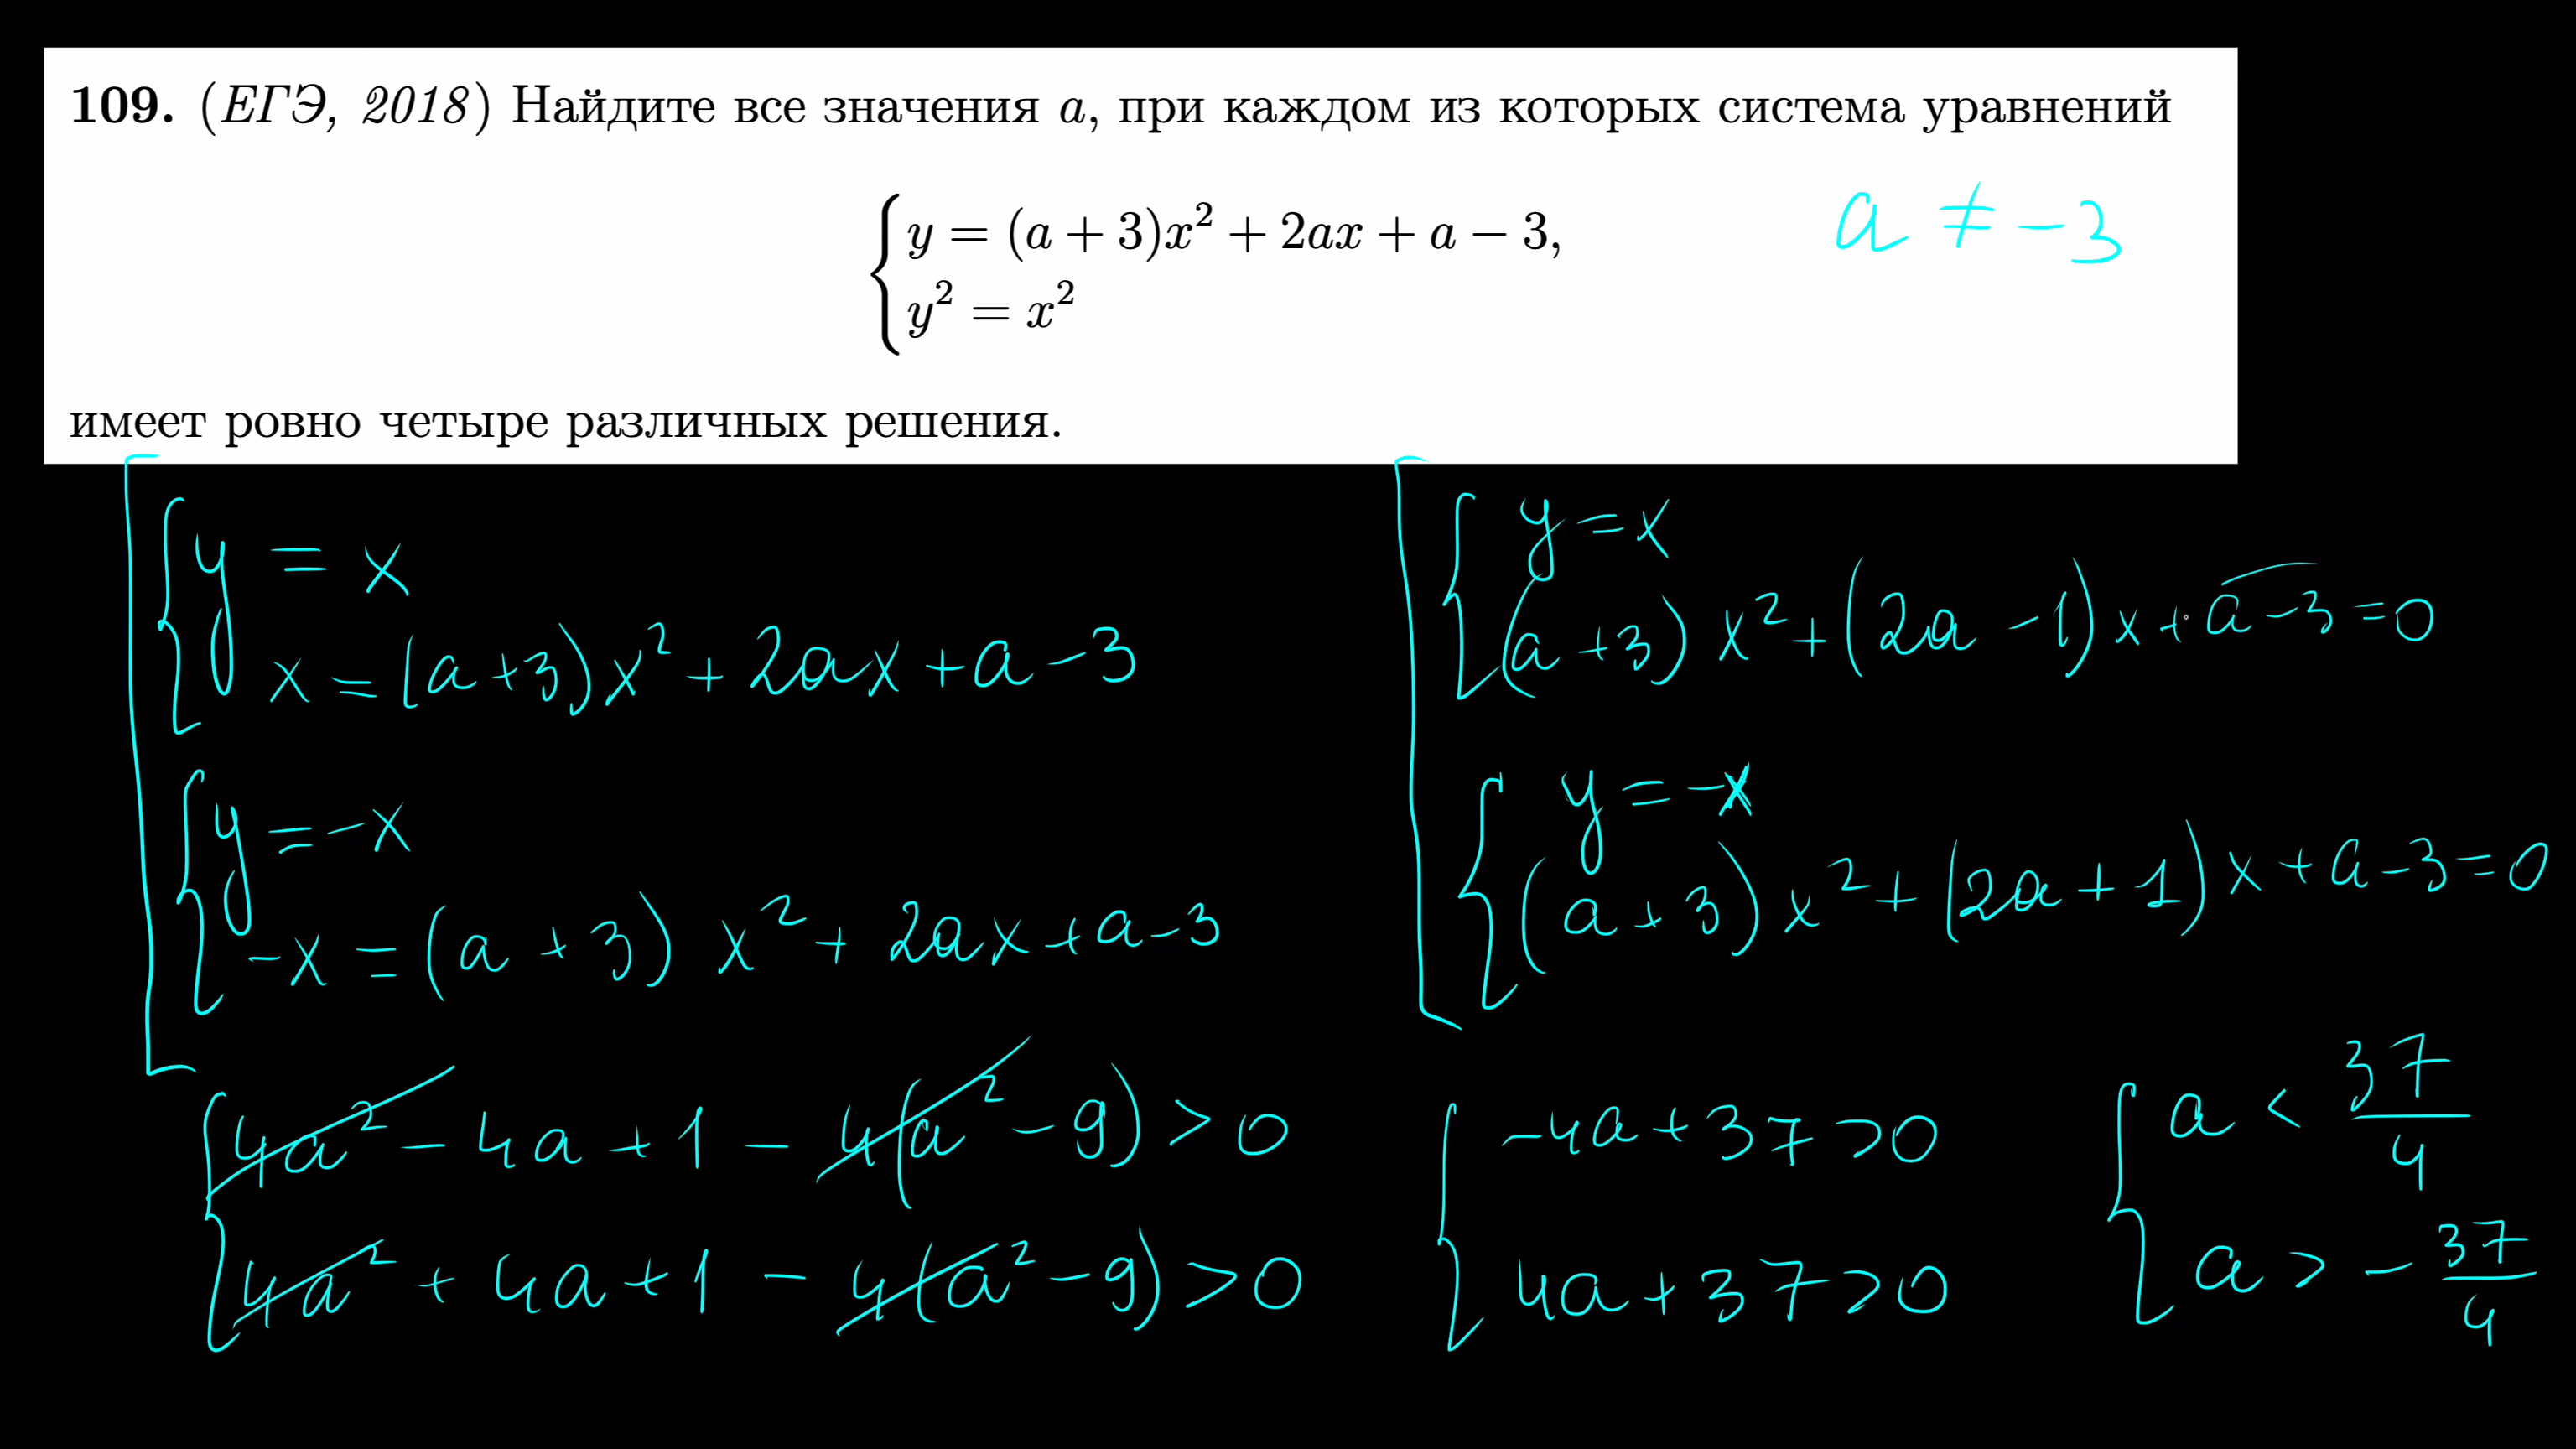 109. (ЕГЭ, 2018) Найдите все значения a, при каждом из которых система уравнений
y = (a + 3)x² + 2ax + a − 3,
y² = x²
a ≠ −3
имеет ровно четыре различных решения.
y = x
x = (a+3)x² + 2ax + a − 3
y = −x
−x = (a + 3) x² + 2ax + a − 3
y = x
(a + 3) x² + (2a − 1) x + a − 3 = 0
y = −x
(a + 3) x² + (2a + 1) x + a − 3 = 0
4a² − 4a + 1 − 4(a² − 9) > 0
4a² + 4a + 1 − 4(a² − 9) > 0
−4a + 37 > 0
4a + 37 > 0
a < 37/4
a > − 37/4